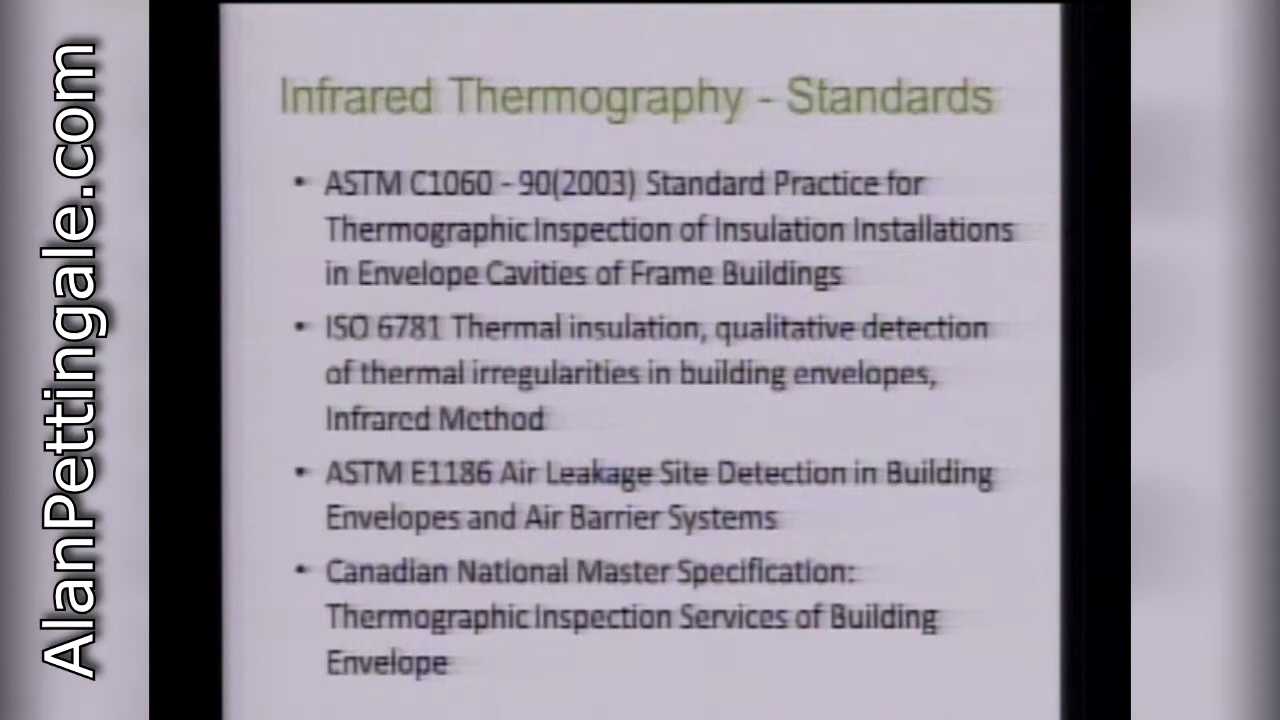 AlanPettingale.com
Infrared Thermography - Standards
• ASTM C1060 - 90(2003) Standard Practice for
Thermographic Inspection of Insulation Installations
in Envelope Cavities of Frame Buildings
• ISO 6781 Thermal insulation, qualitative detection
of thermal irregularities in building envelopes,
Infrared Method
• ASTM E1186 Air Leakage Site Detection in Building
Envelopes and Air Barrier Systems
• Canadian National Master Specification:
Thermographic Inspection Services of Building
Envelope